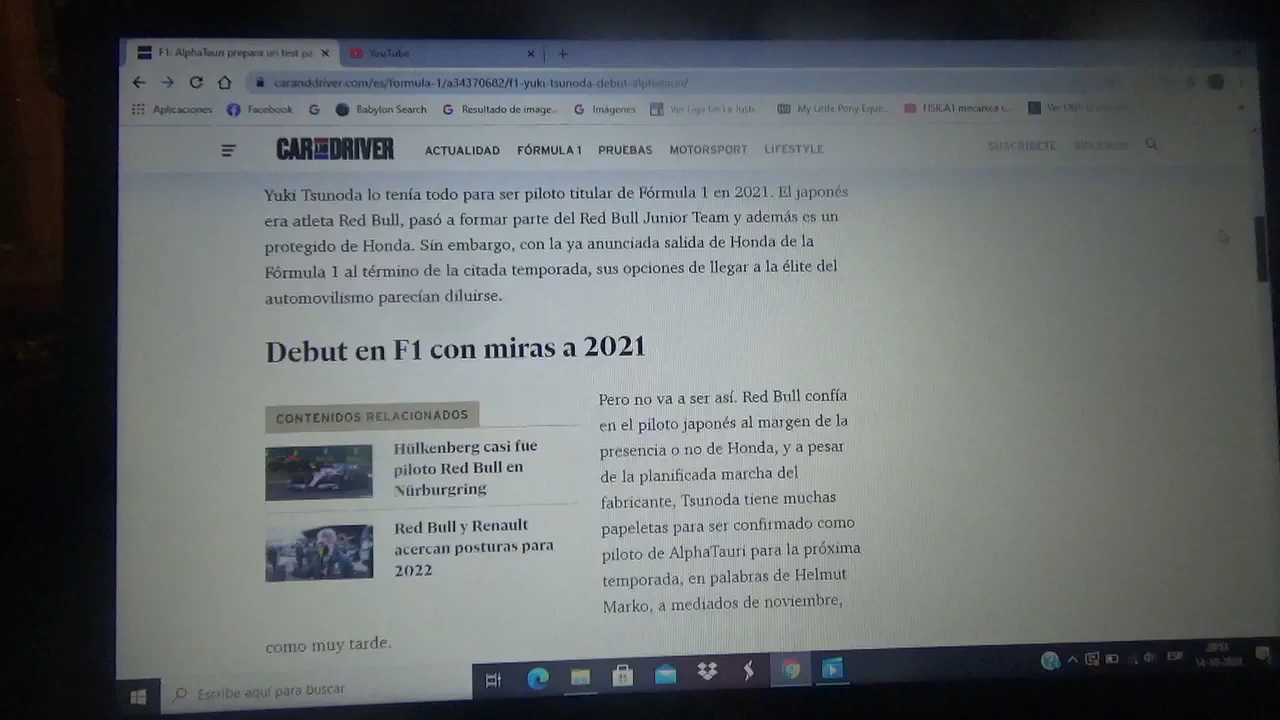 F1: AlphaTauri prepara un test pa
YouTube
caranddriver.com/es/formula-1/a34370682/f1-yuki-tsunoda-debut-alphatauri/
Aplicaciones Facebook G Babylon Search Resultado de image... Imágenes My Little Pony Eque... FISICA1 mecanica c...
CAR AND DRIVER ACTUALIDAD FÓRMULA 1 PRUEBAS MOTORSPORT LIFESTYLE SUSCRÍBETE
Yuki Tsunoda lo tenía todo para ser piloto titular de Fórmula 1 en 2021. El japonés
era atleta Red Bull, pasó a formar parte del Red Bull Junior Team y además es un
protegido de Honda. Sin embargo, con la ya anunciada salida de Honda de la
Fórmula 1 al término de la citada temporada, sus opciones de llegar a la élite del
automovilismo parecían diluirse.
Debut en F1 con miras a 2021
CONTENIDOS RELACIONADOS
Hülkenberg casi fue
piloto Red Bull en
Nürburgring
Red Bull y Renault
acercan posturas para
2022
Pero no va a ser así. Red Bull confía
en el piloto japonés al margen de la
presencia o no de Honda, y a pesar
de la planificada marcha del
fabricante, Tsunoda tiene muchas
papeletas para ser confirmado como
piloto de AlphaTauri para la próxima
temporada, en palabras de Helmut
Marko, a mediados de noviembre,
como muy tarde.
Escribe aquí para buscar
ESP